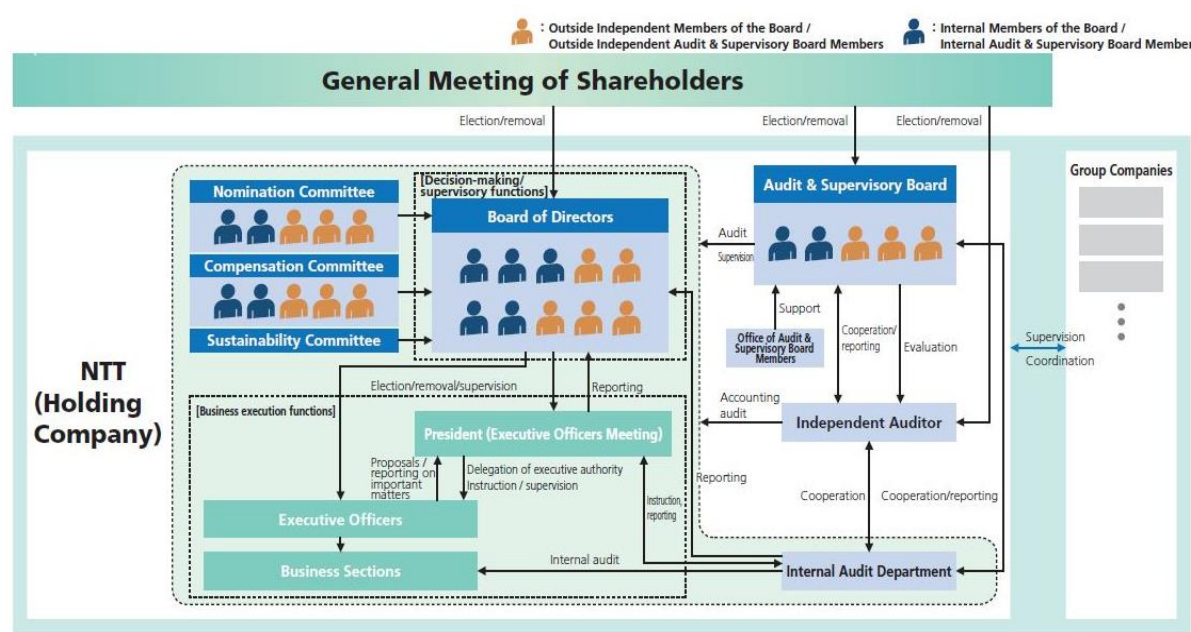 : Outside Independent Members of the Board /
Outside Independent Audit & Supervisory Board Members
: Internal Members of the Board /
Internal Audit & Supervisory Board Member
General Meeting of Shareholders
Election/removal
Election/removal
Election/removal
NTT
(Holding
Company)
Nomination Committee
Compensation Committee
Sustainability Committee
[Decision-making/
supervisory functions]
Board of Directors
Audit & Supervisory Board
Audit
Supervision
Support
Office of Audit &
Supervisory Board
Members
Cooperation/
reporting
Evaluation
Group Companies
Supervision
Coordination
Election/removal/supervision
Reporting
[Business execution functions]
President (Executive Officers Meeting)
Accounting
audit
Independent Auditor
Proposals /
reporting on
important
matters
Delegation of executive authority
Instruction / supervision
Instruction,
reporting
Reporting
Cooperation
Cooperation/reporting
Executive Officers
Business Sections
Internal audit
Internal Audit Department